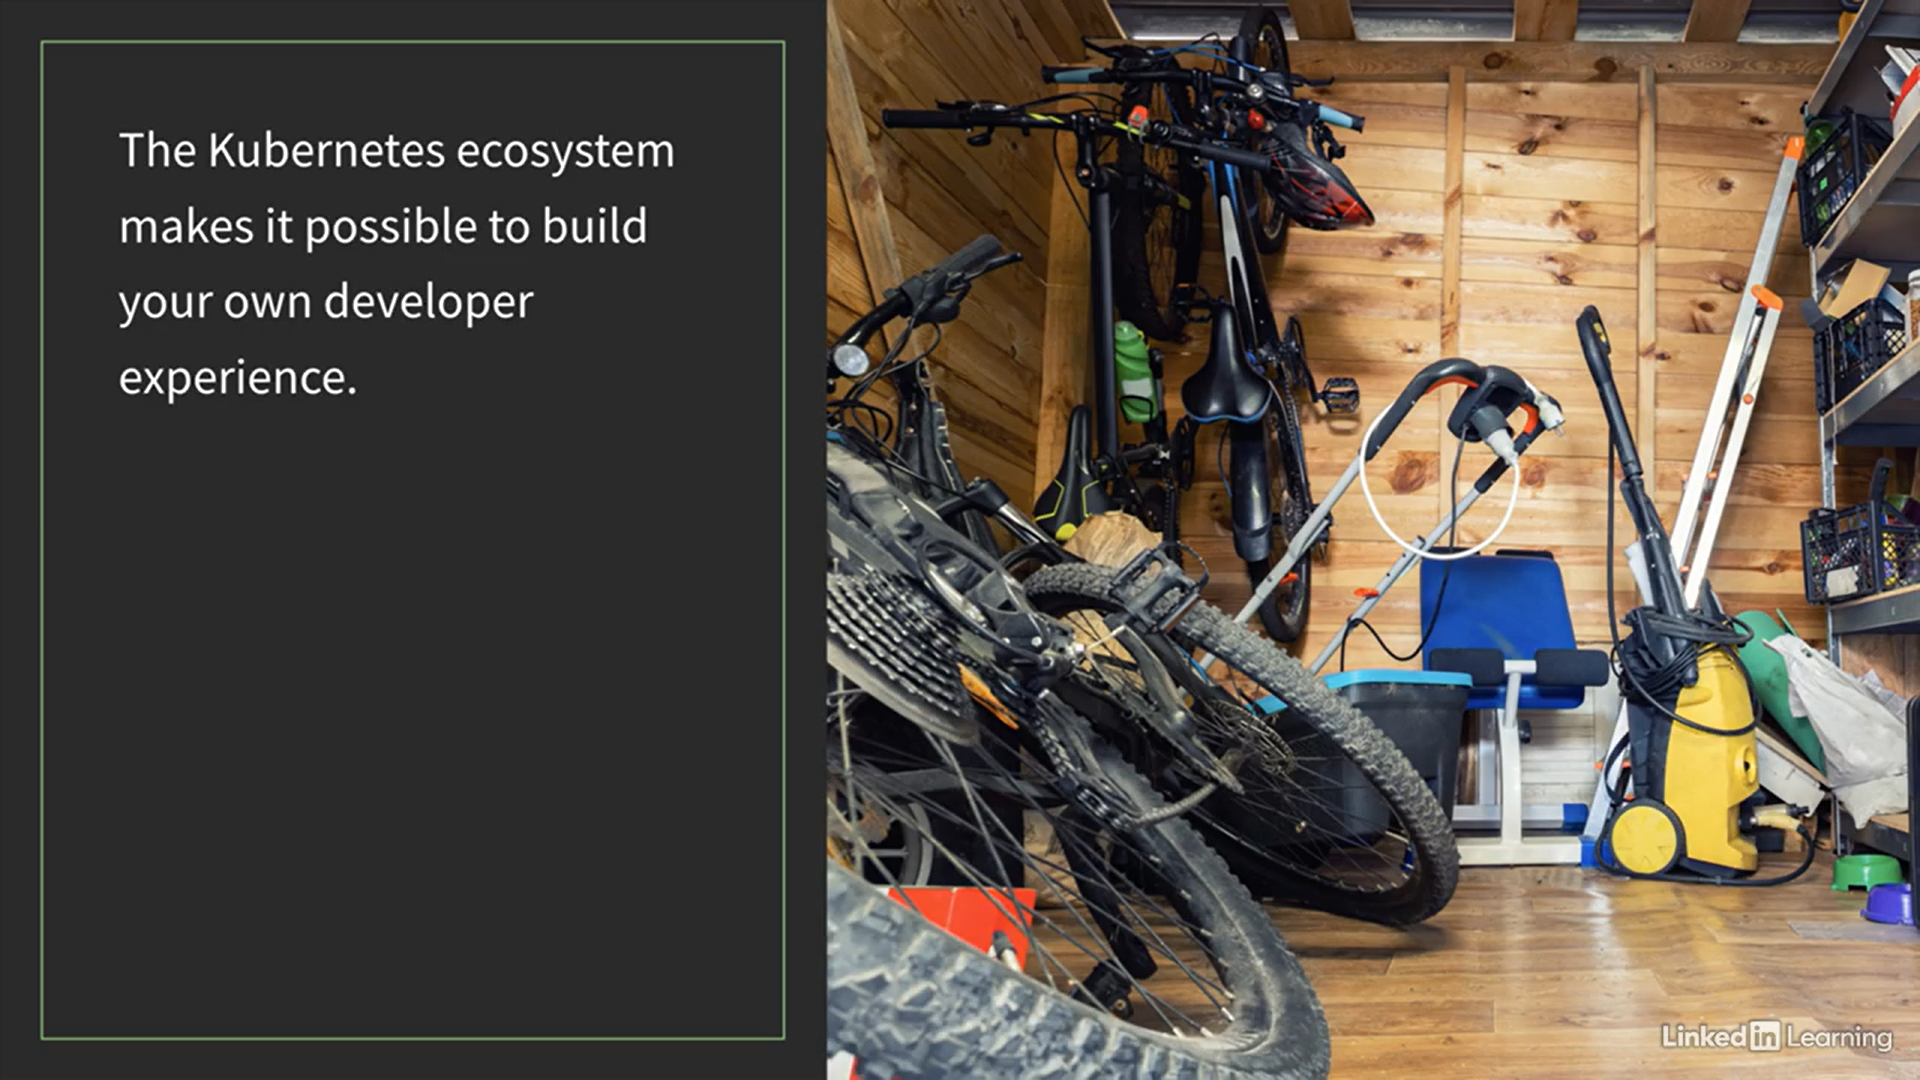 The Kubernetes ecosystem
makes it possible to build
your own developer
experience.
LinkedIn Learning